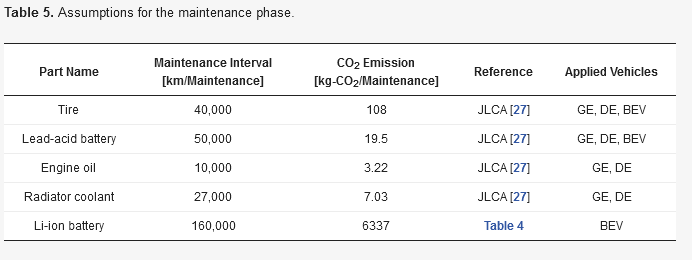 Table 5. Assumptions for the maintenance phase.
Part Name Maintenance Interval [km/Maintenance] CO2 Emission [kg-CO2/Maintenance] Reference Applied Vehicles
Tire 40,000 108 JLCA [27] GE, DE, BEV
Lead-acid battery 50,000 19.5 JLCA [27] GE, DE, BEV
Engine oil 10,000 3.22 JLCA [27] GE, DE
Radiator coolant 27,000 7.03 JLCA [27] GE, DE
Li-ion battery 160,000 6337 Table 4 BEV